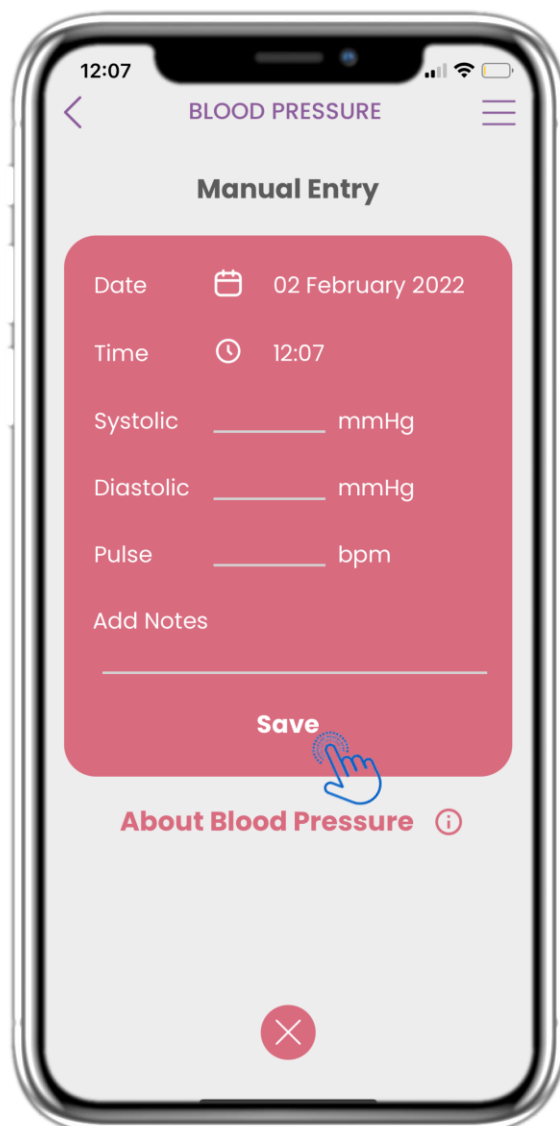 12:07
BLOOD PRESSURE
Manual Entry
Date 02 February 2022
Time 12:07
Systolic mmHg
Diastolic mmHg
Pulse bpm
Add Notes
Save
About Blood Pressure